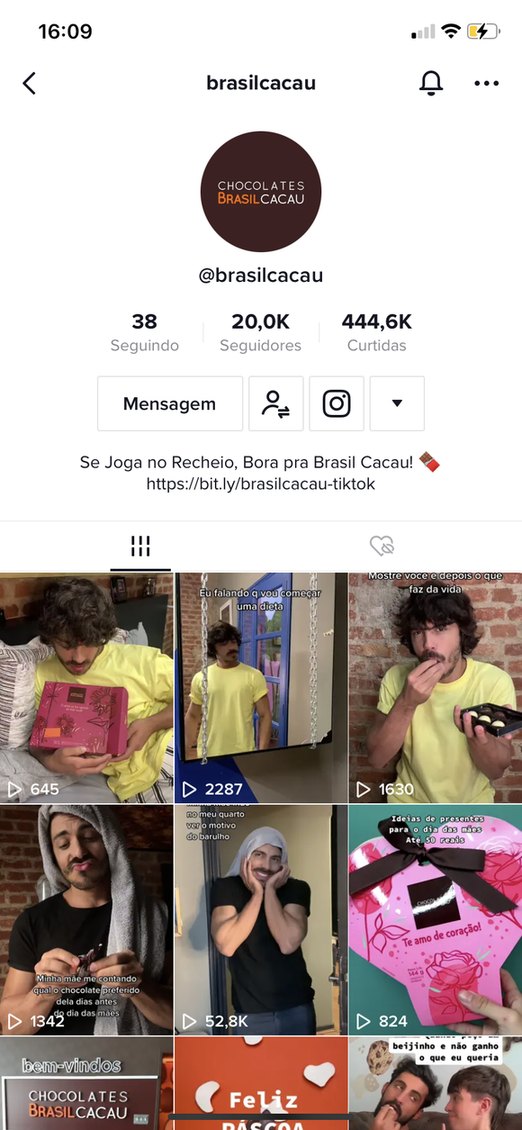 16:09
brasilcacau
CHOCOLATES
BRASILCACAU
@brasilcacau
38
Seguindo
20,0K
Seguidores
444,6K
Curtidas
Mensagem
Se Joga no Recheio, Bora pra Brasil Cacau! 🍫
https://bit.ly/brasilcacau-tiktok
645
Eu falando q vou começar
uma dieta
2287
Mostre você e depois o que
faz da vida
1630
Minha mãe me contando
qual o chocolate preferido
dela dias antes
do dia das mães
1342
no meu quarto
ver o motivo
do barulho
52,8K
Ideias de presentes
para o dia das mães
Até 50 reais
Te amo de coração!
824
bem-vindos
CHOCOLATES
BRASILCACAU
Feliz
PÁSCOA
beijinho e não ganho
o que eu queria